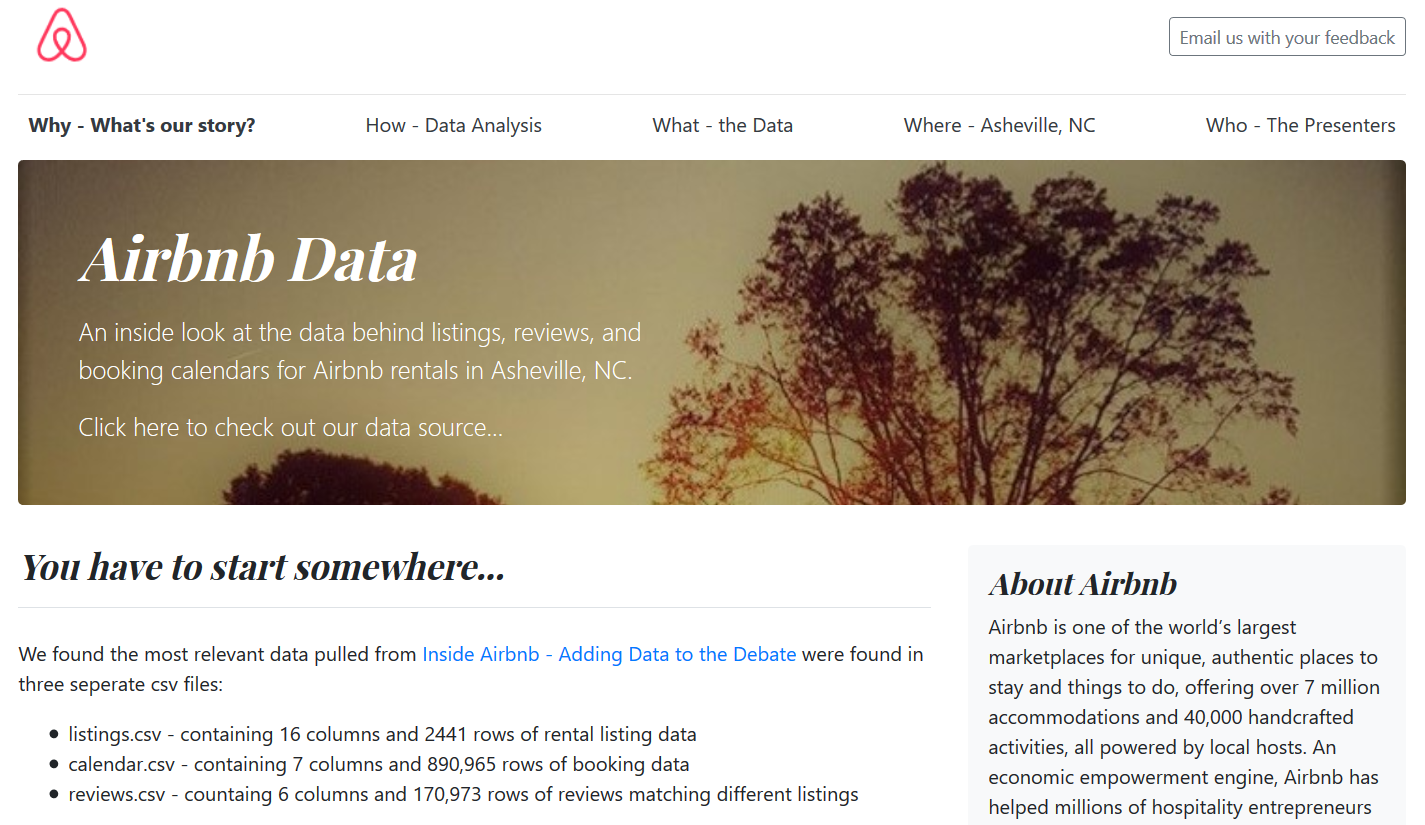 Email us with your feedback
Why - What's our story?
How - Data Analysis
What - the Data
Where - Asheville, NC
Who - The Presenters
Airbnb Data
An inside look at the data behind listings, reviews, and
booking calendars for Airbnb rentals in Asheville, NC.
Click here to check out our data source...
You have to start somewhere...
We found the most relevant data pulled from Inside Airbnb - Adding Data to the Debate were found in
three seperate csv files:
listings.csv - containing 16 columns and 2441 rows of rental listing data
calendar.csv - containing 7 columns and 890,965 rows of booking data
reviews.csv - countaing 6 columns and 170,973 rows of reviews matching different listings
About Airbnb
Airbnb is one of the world’s largest
marketplaces for unique, authentic places to
stay and things to do, offering over 7 million
accommodations and 40,000 handcrafted
activities, all powered by local hosts. An
economic empowerment engine, Airbnb has
helped millions of hospitality entrepreneurs